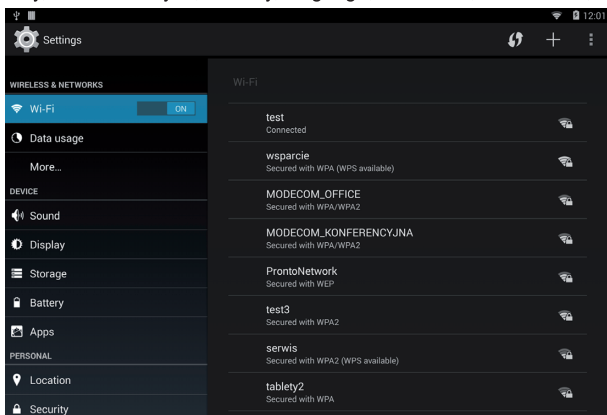 12:01
Settings
WIRELESS & NETWORKS
Wi-Fi
ON
Data usage
More...
DEVICE
Sound
Display
Storage
Battery
Apps
PERSONAL
Location
Security
Wi-Fi
test
Connected
wsparcie
Secured with WPA (WPS available)
MODECOM_OFFICE
Secured with WPA/WPA2
MODECOM_KONFERENCYJNA
Secured with WPA/WPA2
ProntoNetwork
Secured with WEP
test3
Secured with WPA2
serwis
Secured with WPA2 (WPS available)
tablety2
Secured with WPA